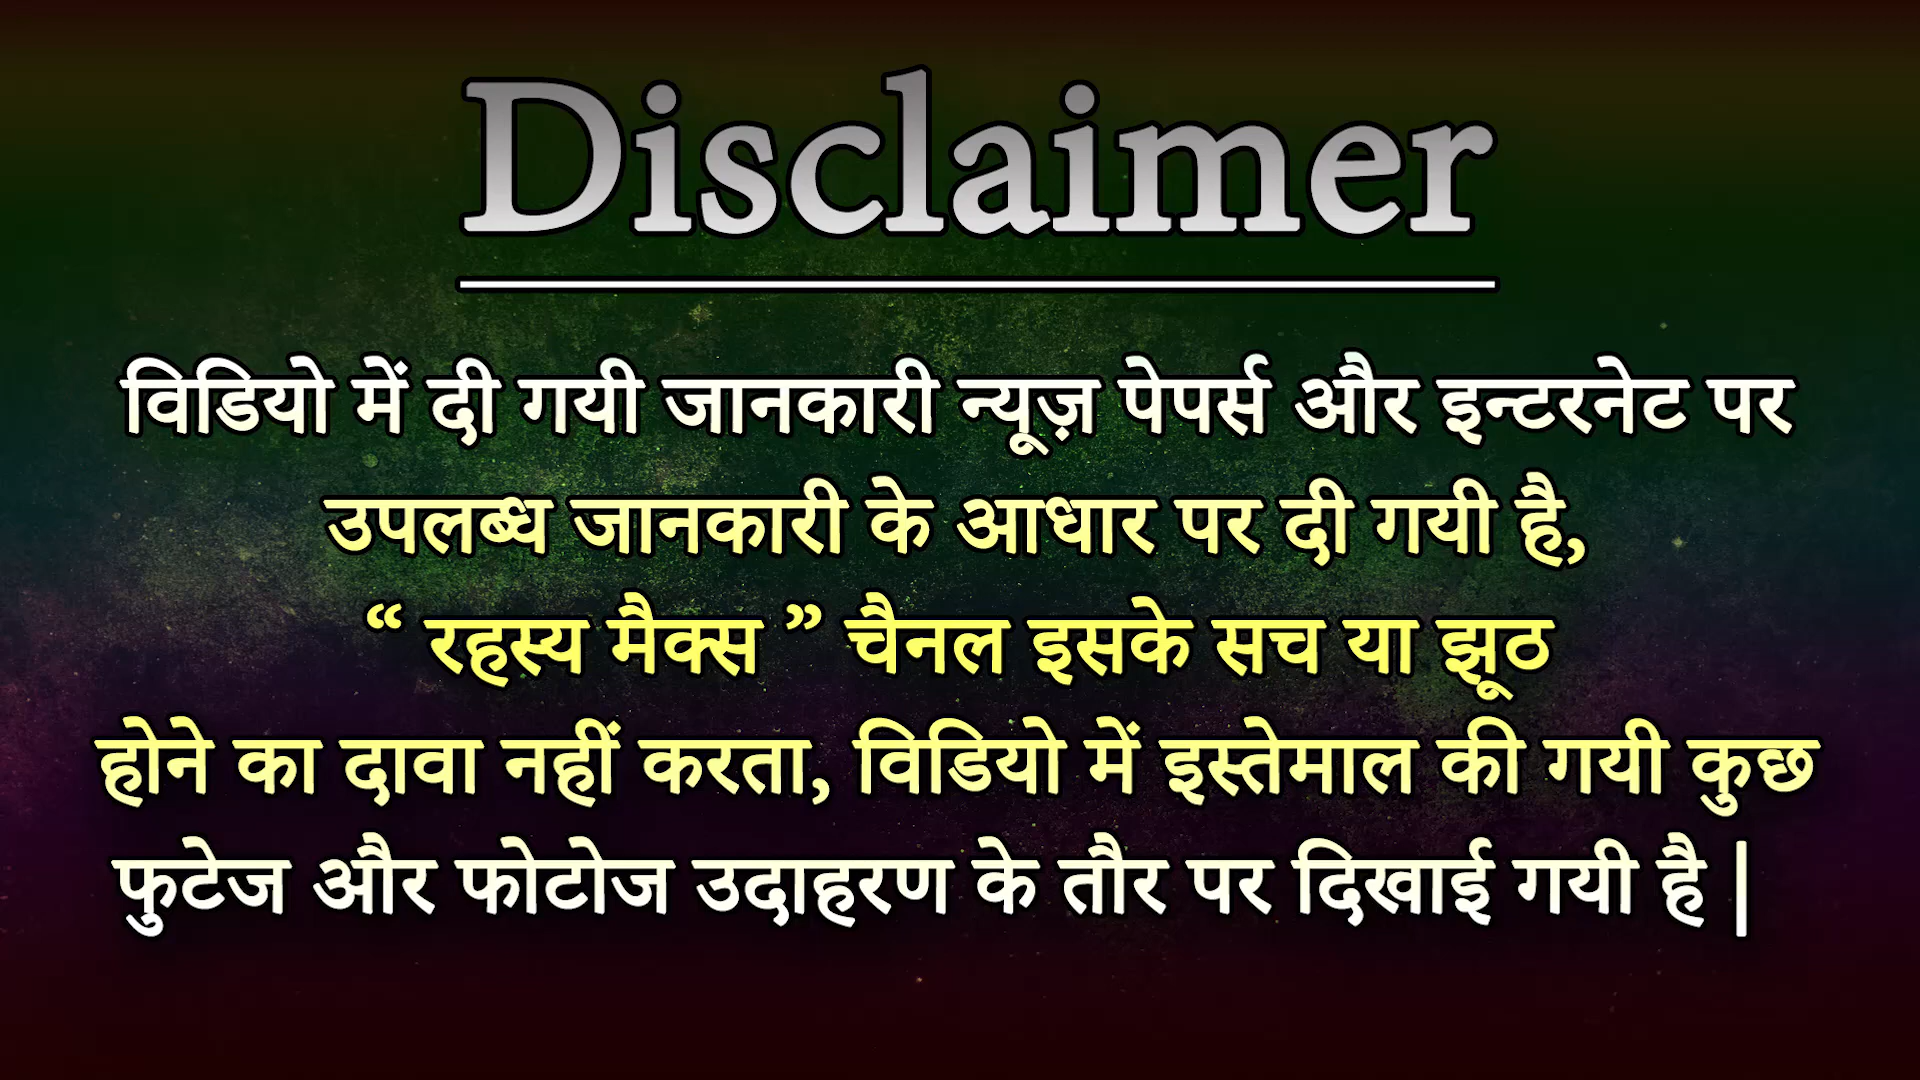 Disclaimer
विडियो में दी गयी जानकारी न्यूज़ पेपर्स और इन्टरनेट पर
उपलब्ध जानकारी के आधार पर दी गयी है,
“ रहस्य मैक्स ” चैनल इसके सच या झूठ
होने का दावा नहीं करता, विडियो में इस्तेमाल की गयी कुछ
फुटेज और फोटोज उदाहरण के तौर पर दिखाई गयी है |